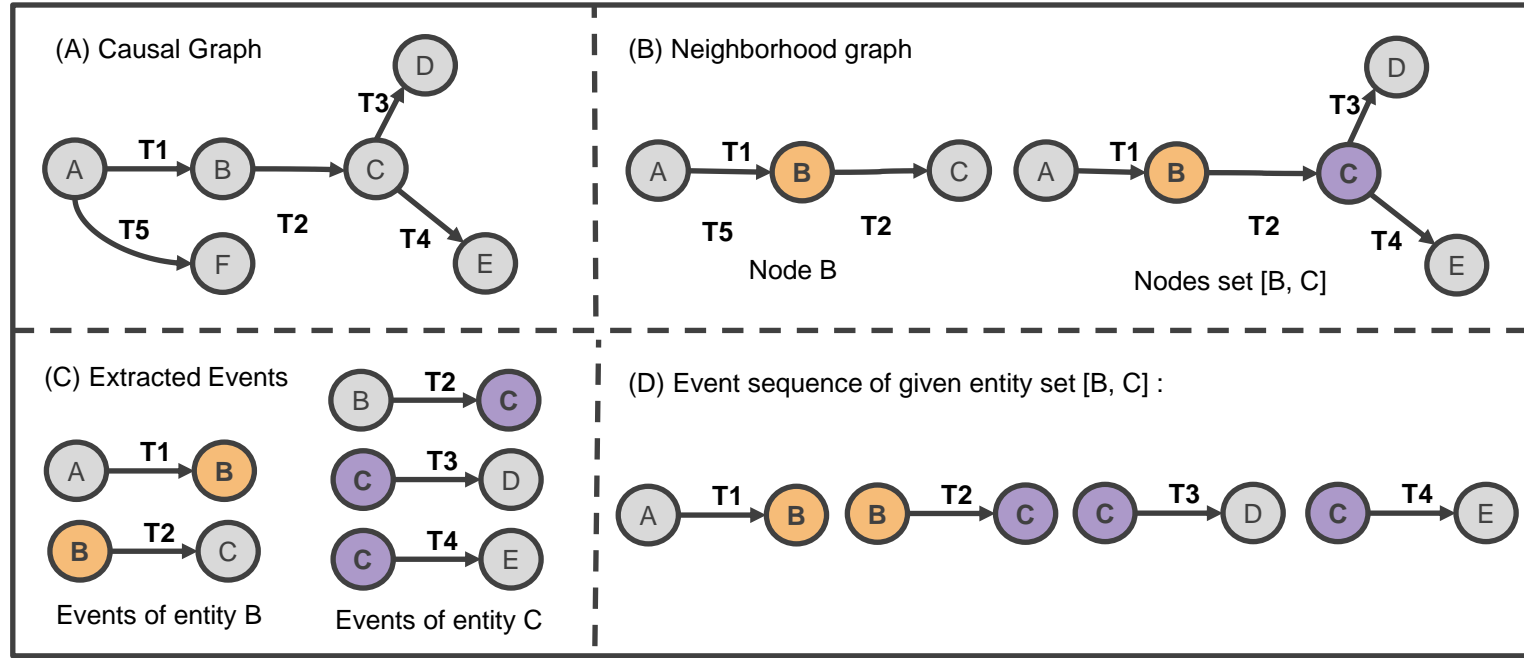 (A) Causal Graph
D
T3
A
T1
B
C
T5
T2
T4
F
E
(B) Neighborhood graph
A
T1
B
C
T5
T2
Node B
D
T3
A
T1
B
C
T2
T4
E
Nodes set [B, C]
(C) Extracted Events
A
T1
B
B
T2
C
Events of entity B
B
T2
C
C
T3
D
C
T4
E
Events of entity C
(D) Event sequence of given entity set [B, C] :
A
T1
B
B
T2
C
C
T3
D
C
T4
E